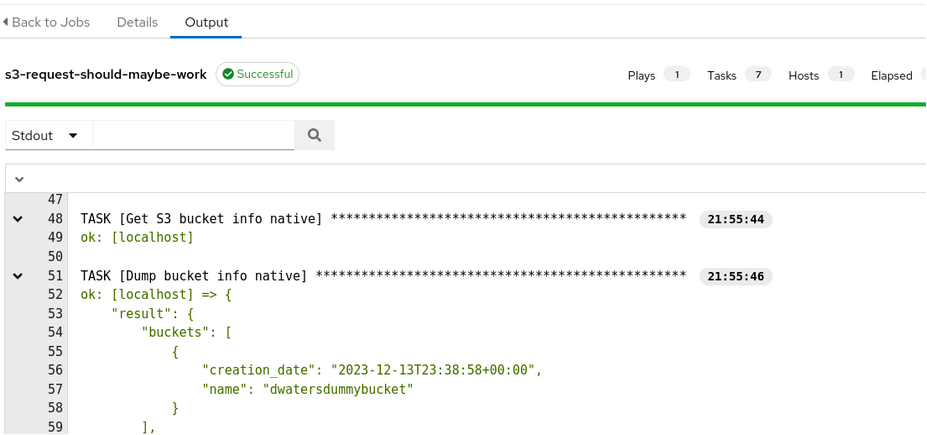 Back to Jobs Details Output
s3-request-should-maybe-work Successful Plays 1 Tasks 7 Hosts 1 Elapsed
Stdout
47
48 TASK [Get S3 bucket info native] *********************************************** 21:55:44
49 ok: [localhost]
50
51 TASK [Dump bucket info native] ************************************************* 21:55:46
52 ok: [localhost] => {
53 "result": {
54 "buckets": [
55 {
56 "creation_date": "2023-12-13T23:38:58+00:00",
57 "name": "dwatersdummybucket"
58 }
59 ],